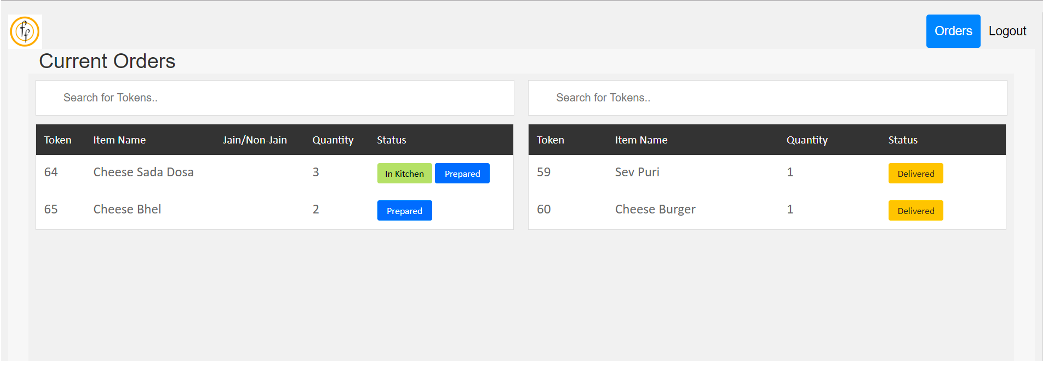 ff
Orders Logout
Current Orders
Search for Tokens..
Token Item Name Jain/Non Jain Quantity Status
64 Cheese Sada Dosa 3 In Kitchen Prepared
65 Cheese Bhel 2 Prepared
Search for Tokens..
Token Item Name Quantity Status
59 Sev Puri 1 Delivered
60 Cheese Burger 1 Delivered